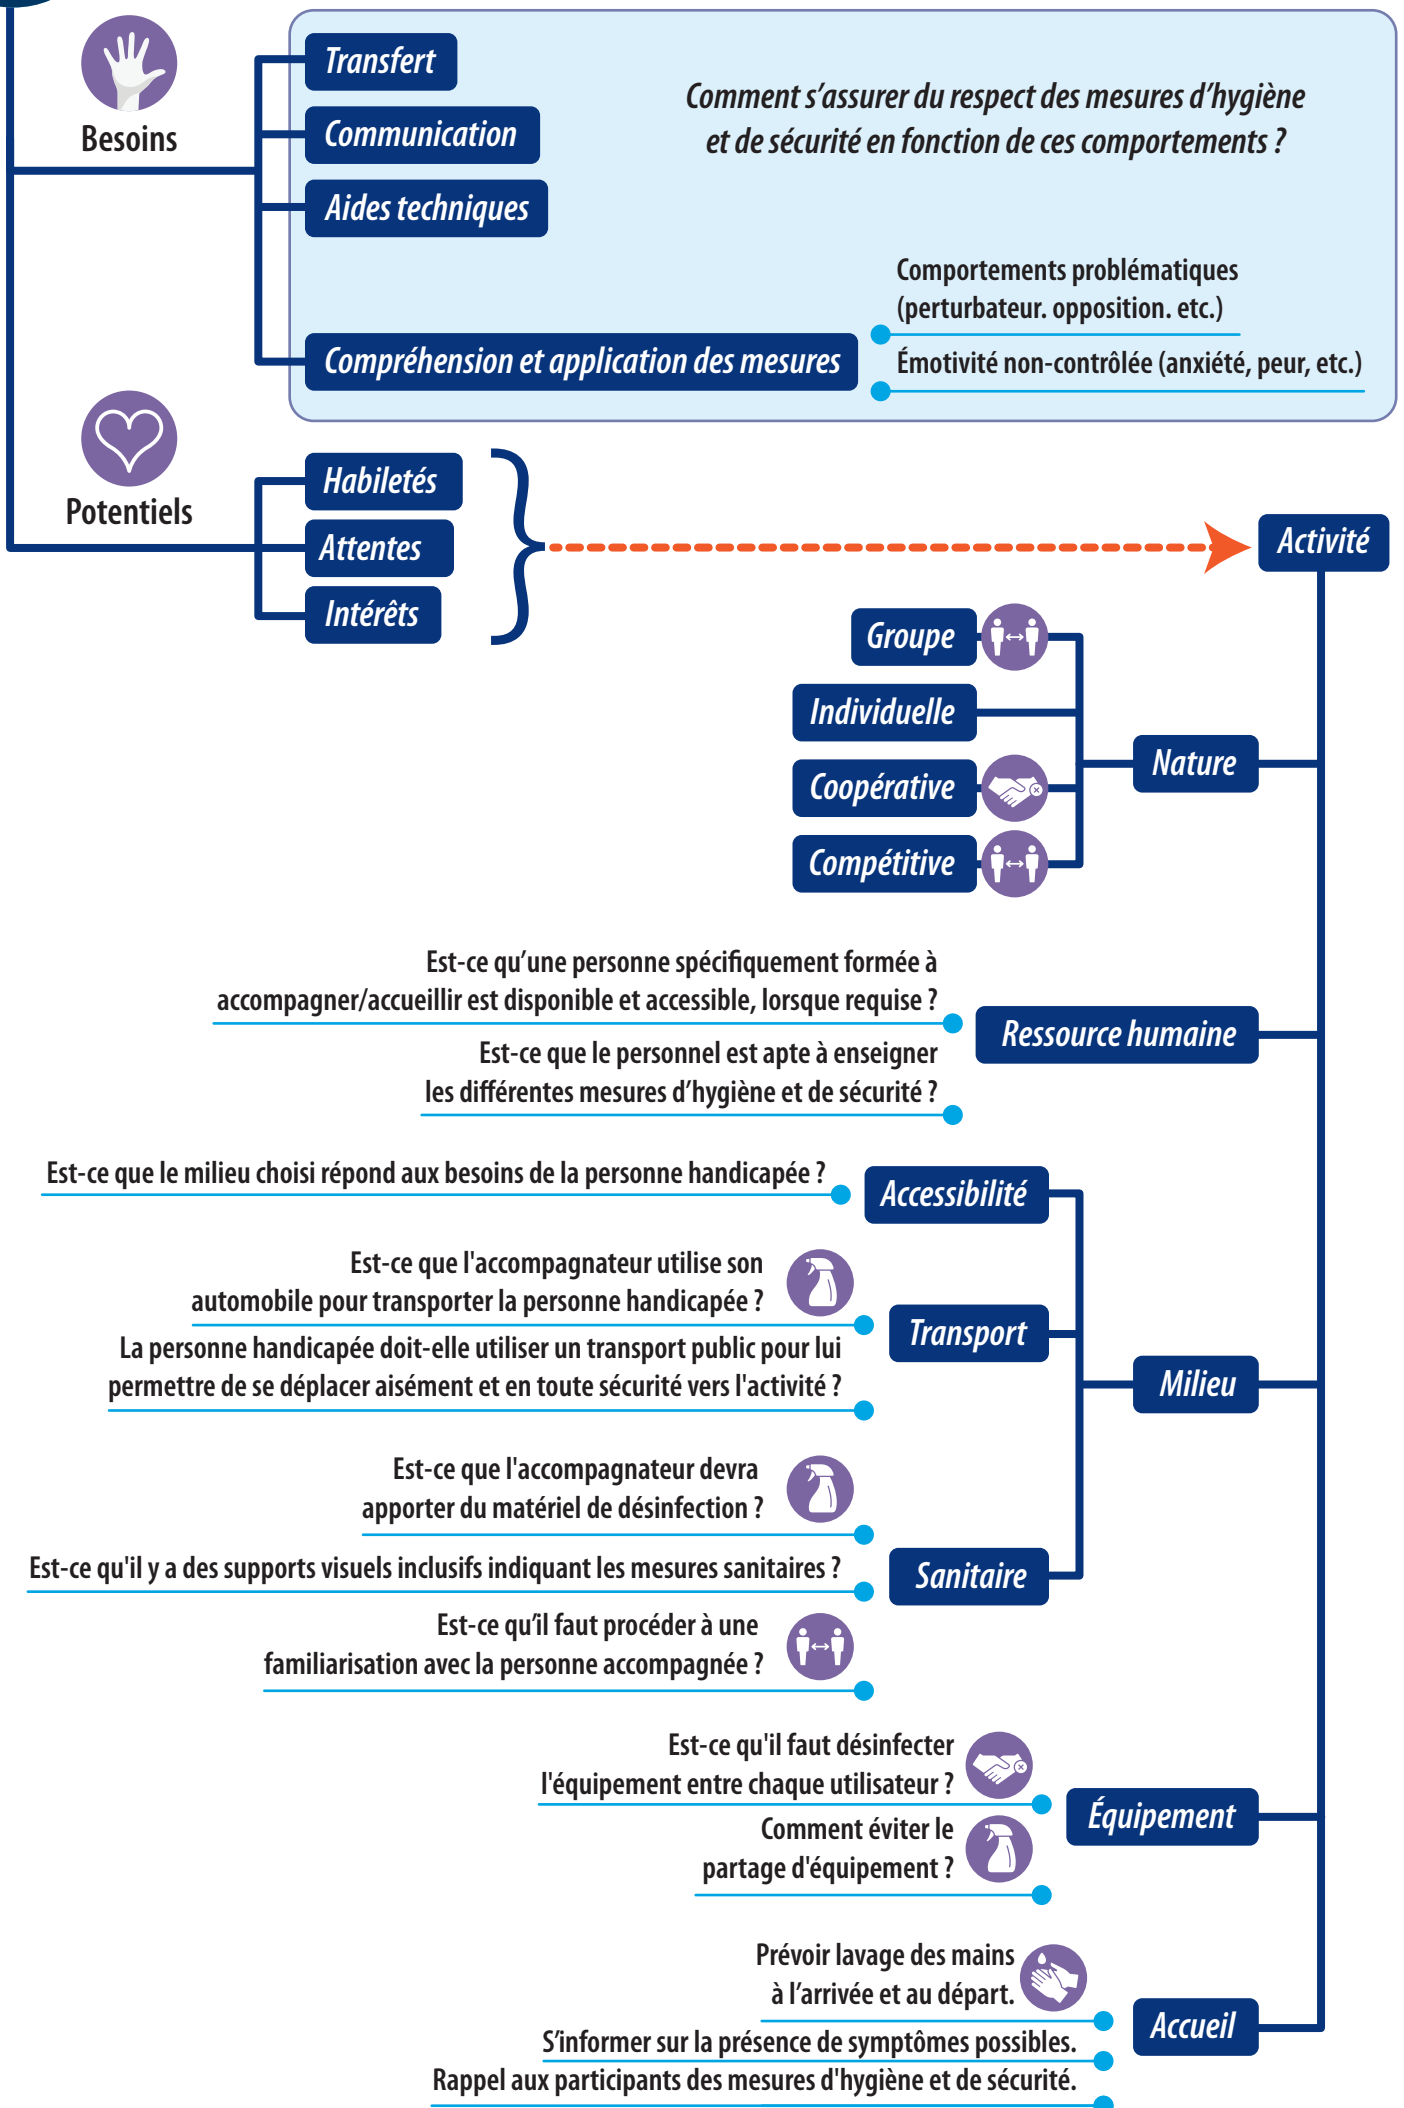 Besoins
Transfert
Communication
Aides techniques
Comment s’assurer du respect des mesures d’hygiène
et de sécurité en fonction de ces comportements ?
Compréhension et application des mesures
Comportements problématiques
(perturbateur. opposition. etc.)
Émotivité non-contrôlée (anxiété, peur, etc.)
Potentiels
Habiletés
Attentes
Intérêts
Activité
Groupe
Individuelle
Coopérative
Compétitive
Nature
Est-ce qu’une personne spécifiquement formée à
accompagner/accueillir est disponible et accessible, lorsque requise ?
Est-ce que le personnel est apte à enseigner
les différentes mesures d’hygiène et de sécurité ?
Ressource humaine
Est-ce que le milieu choisi répond aux besoins de la personne handicapée ?
Accessibilité
Est-ce que l'accompagnateur utilise son
automobile pour transporter la personne handicapée ?
La personne handicapée doit-elle utiliser un transport public pour lui
permettre de se déplacer aisément et en toute sécurité vers l'activité ?
Transport
Milieu
Est-ce que l'accompagnateur devra
apporter du matériel de désinfection ?
Est-ce qu'il y a des supports visuels inclusifs indiquant les mesures sanitaires ?
Est-ce qu’il faut procéder à une
familiarisation avec la personne accompagnée ?
Sanitaire
Est-ce qu'il faut désinfecter
l'équipement entre chaque utilisateur ?
Comment éviter le
partage d'équipement ?
Équipement
Prévoir lavage des mains
à l’arrivée et au départ.
S’informer sur la présence de symptômes possibles.
Rappel aux participants des mesures d'hygiène et de sécurité.
Accueil